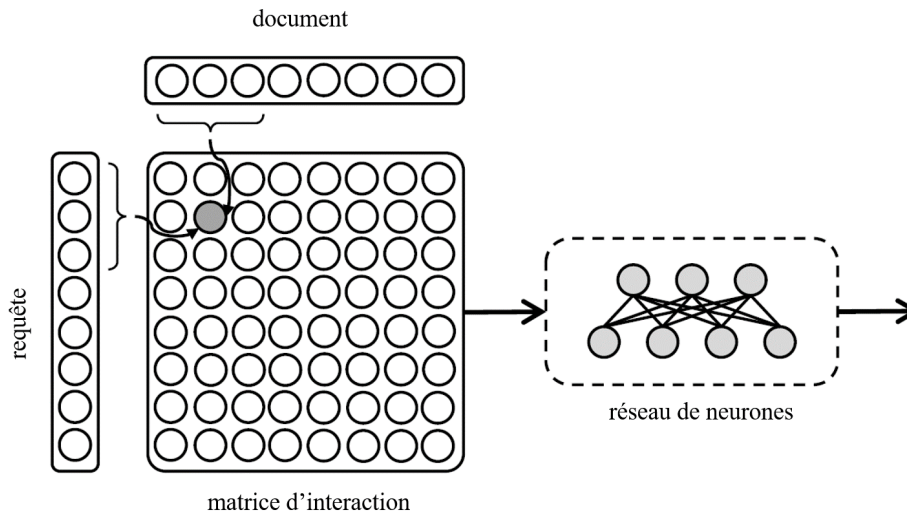 document
requête
réseau de neurones
matrice d’interaction